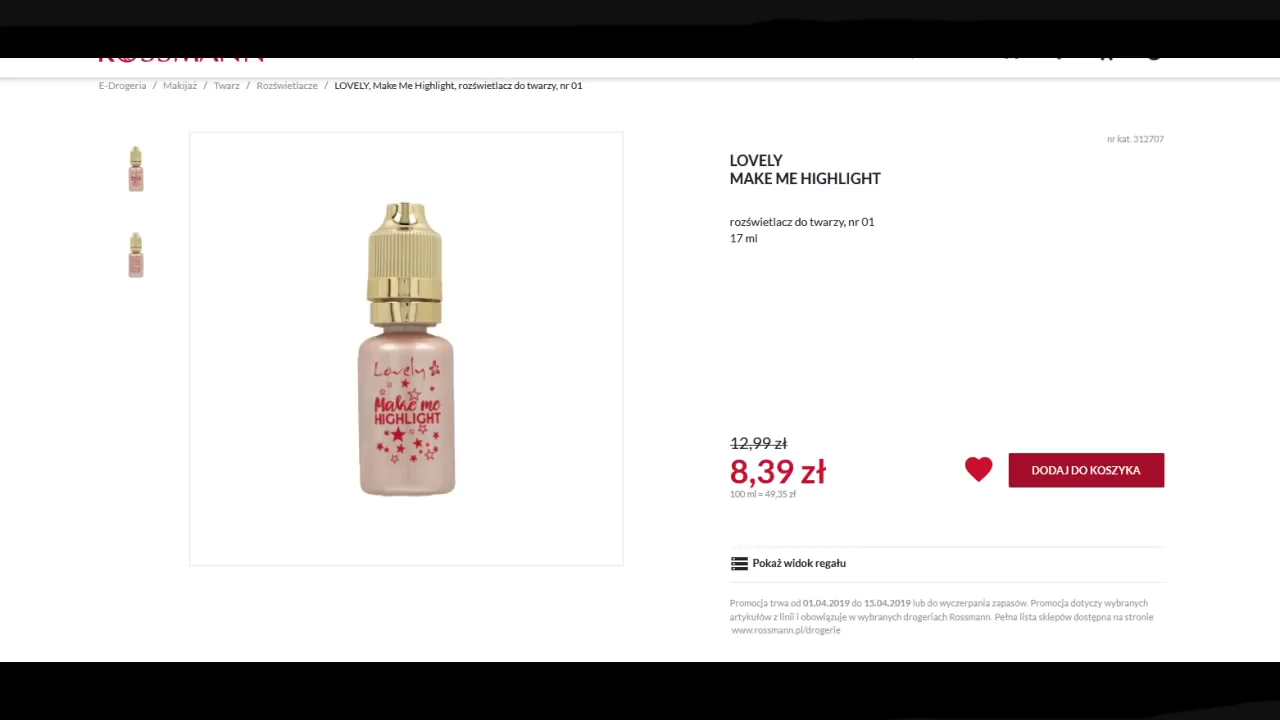 ROSSMANN
E-Drogeria / Makijaż / Twarz / Rozświetlacze / LOVELY, Make Me Highlight, rozświetlacz do twarzy, nr 01
nr kat. 312707
LOVELY
MAKE ME HIGHLIGHT
rozświetlacz do twarzy, nr 01
17 ml
Lovely
Make me
HIGHLIGHT
12,99 zł
8,39 zł
100 ml = 49,35 zł
DODAJ DO KOSZYKA
Pokaż widok regału
Promocja trwa od 01.04.2019 do 15.04.2019 lub do wyczerpania zapasów. Promocja dotyczy wybranych
artykułów z linii i obowiązuje w wybranych drogeriach Rossmann. Pełna lista sklepów dostępna na stronie
www.rossmann.pl/drogerie